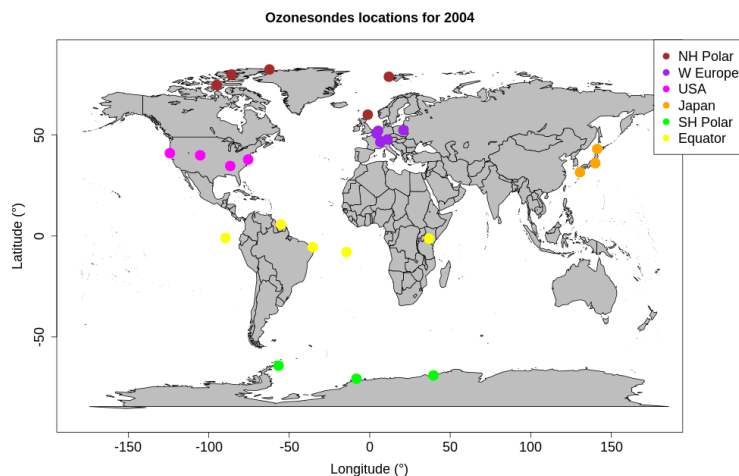 Ozonesondes locations for 2004
NH Polar
W Europe
USA
Japan
SH Polar
Equator
50
0
-50
Latitude (°)
-150
-100
-50
0
50
100
150
Longitude (°)